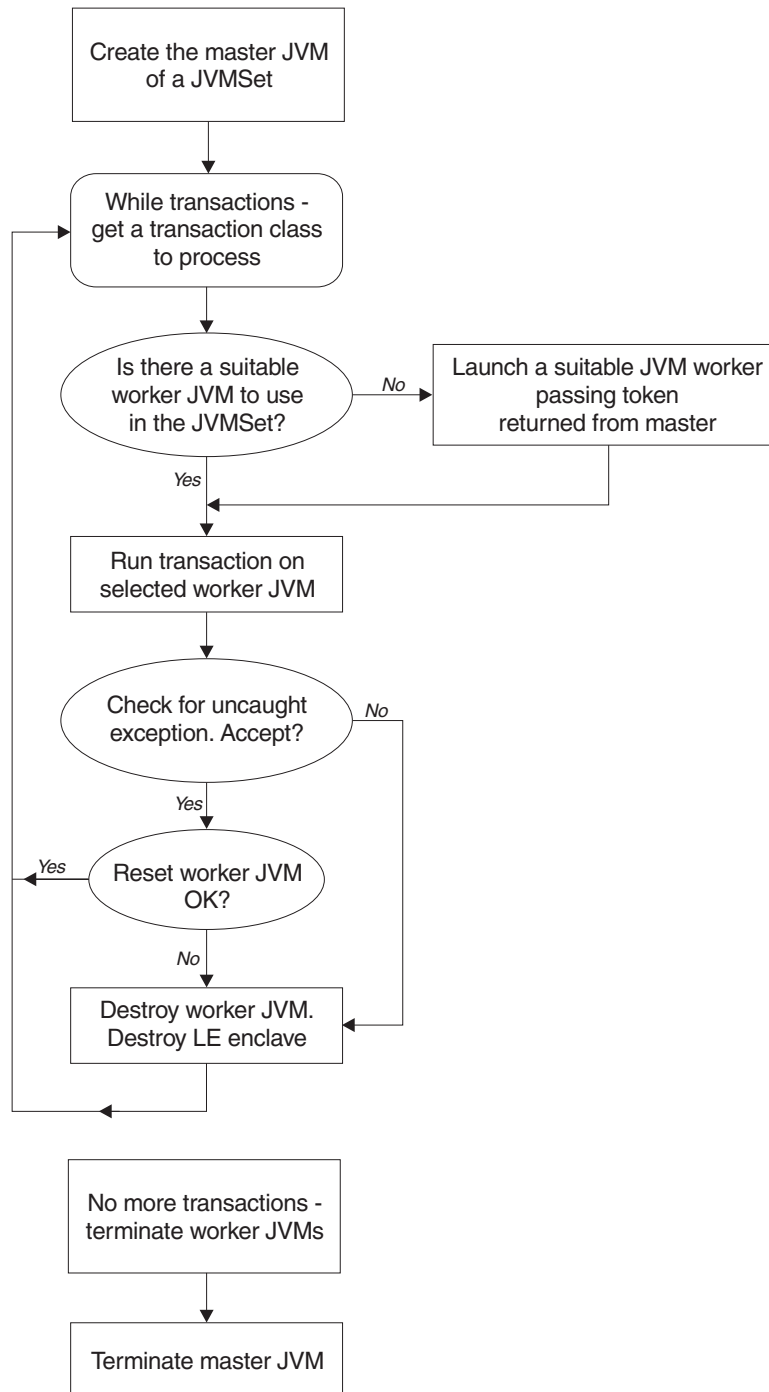 Create the master JVM
of a JVMSet
While transactions -
get a transaction class
to process
Is there a suitable
worker JVM to use
in the JVMSet?
No
Launch a suitable JVM worker
passing token
returned from master
Yes
Run transaction on
selected worker JVM
Check for uncaught
exception. Accept?
No
Yes
Yes
Reset worker JVM
OK?
No
Destroy worker JVM.
Destroy LE enclave
No more transactions -
terminate worker JVMs
Terminate master JVM